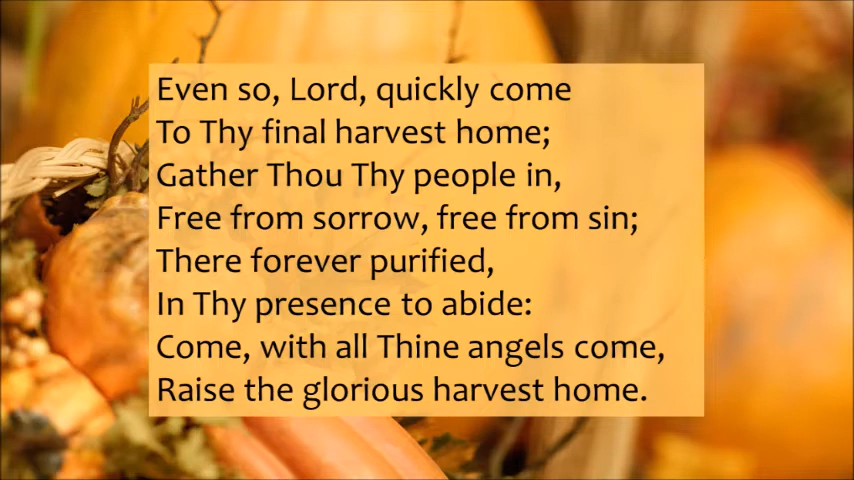 Even so, Lord, quickly come
To Thy final harvest home;
Gather Thou Thy people in,
Free from sorrow, free from sin;
There forever purified,
In Thy presence to abide:
Come, with all Thine angels come,
Raise the glorious harvest home.